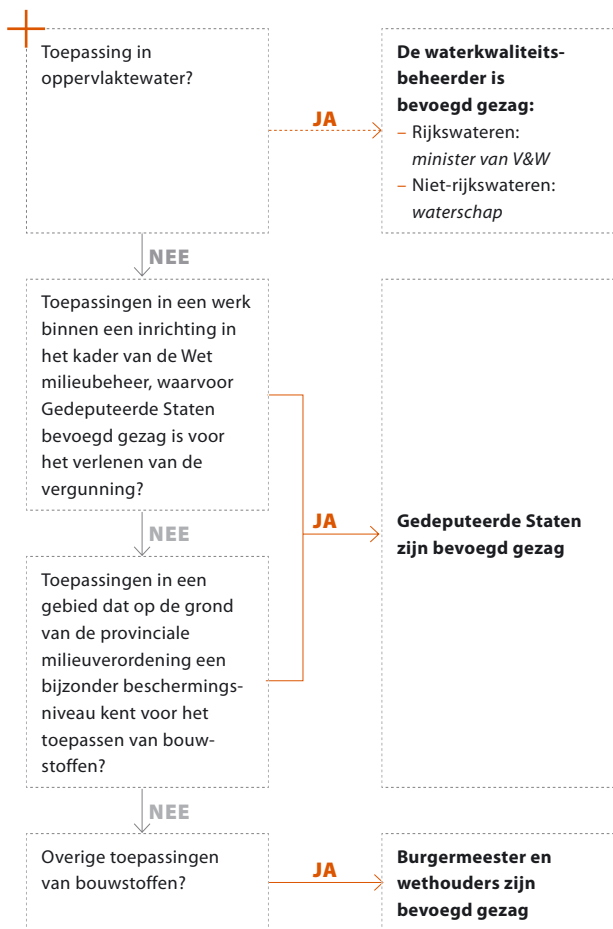 Toepassing in
oppervlaktewater?
JA
De waterkwaliteits-
beheerder is
bevoegd gezag:
– Rijkswateren:
minister van V&W
– Niet-rijkswateren:
waterschap
NEE
Toepassingen in een werk
binnen een inrichting in
het kader van de Wet
milieubeheer, waarvoor
Gedeputeerde Staten
bevoegd gezag is voor
het verlenen van de
vergunning?
NEE
JA
Gedeputeerde Staten
zijn bevoegd gezag
Toepassingen in een
gebied dat op de grond
van de provinciale
milieuverordening een
bijzonder beschermings-
niveau kent voor het
toepassen van bouw-
stoffen?
NEE
Overige toepassingen
van bouwstoffen?
JA
Burgermeester en
wethouders zijn
bevoegd gezag